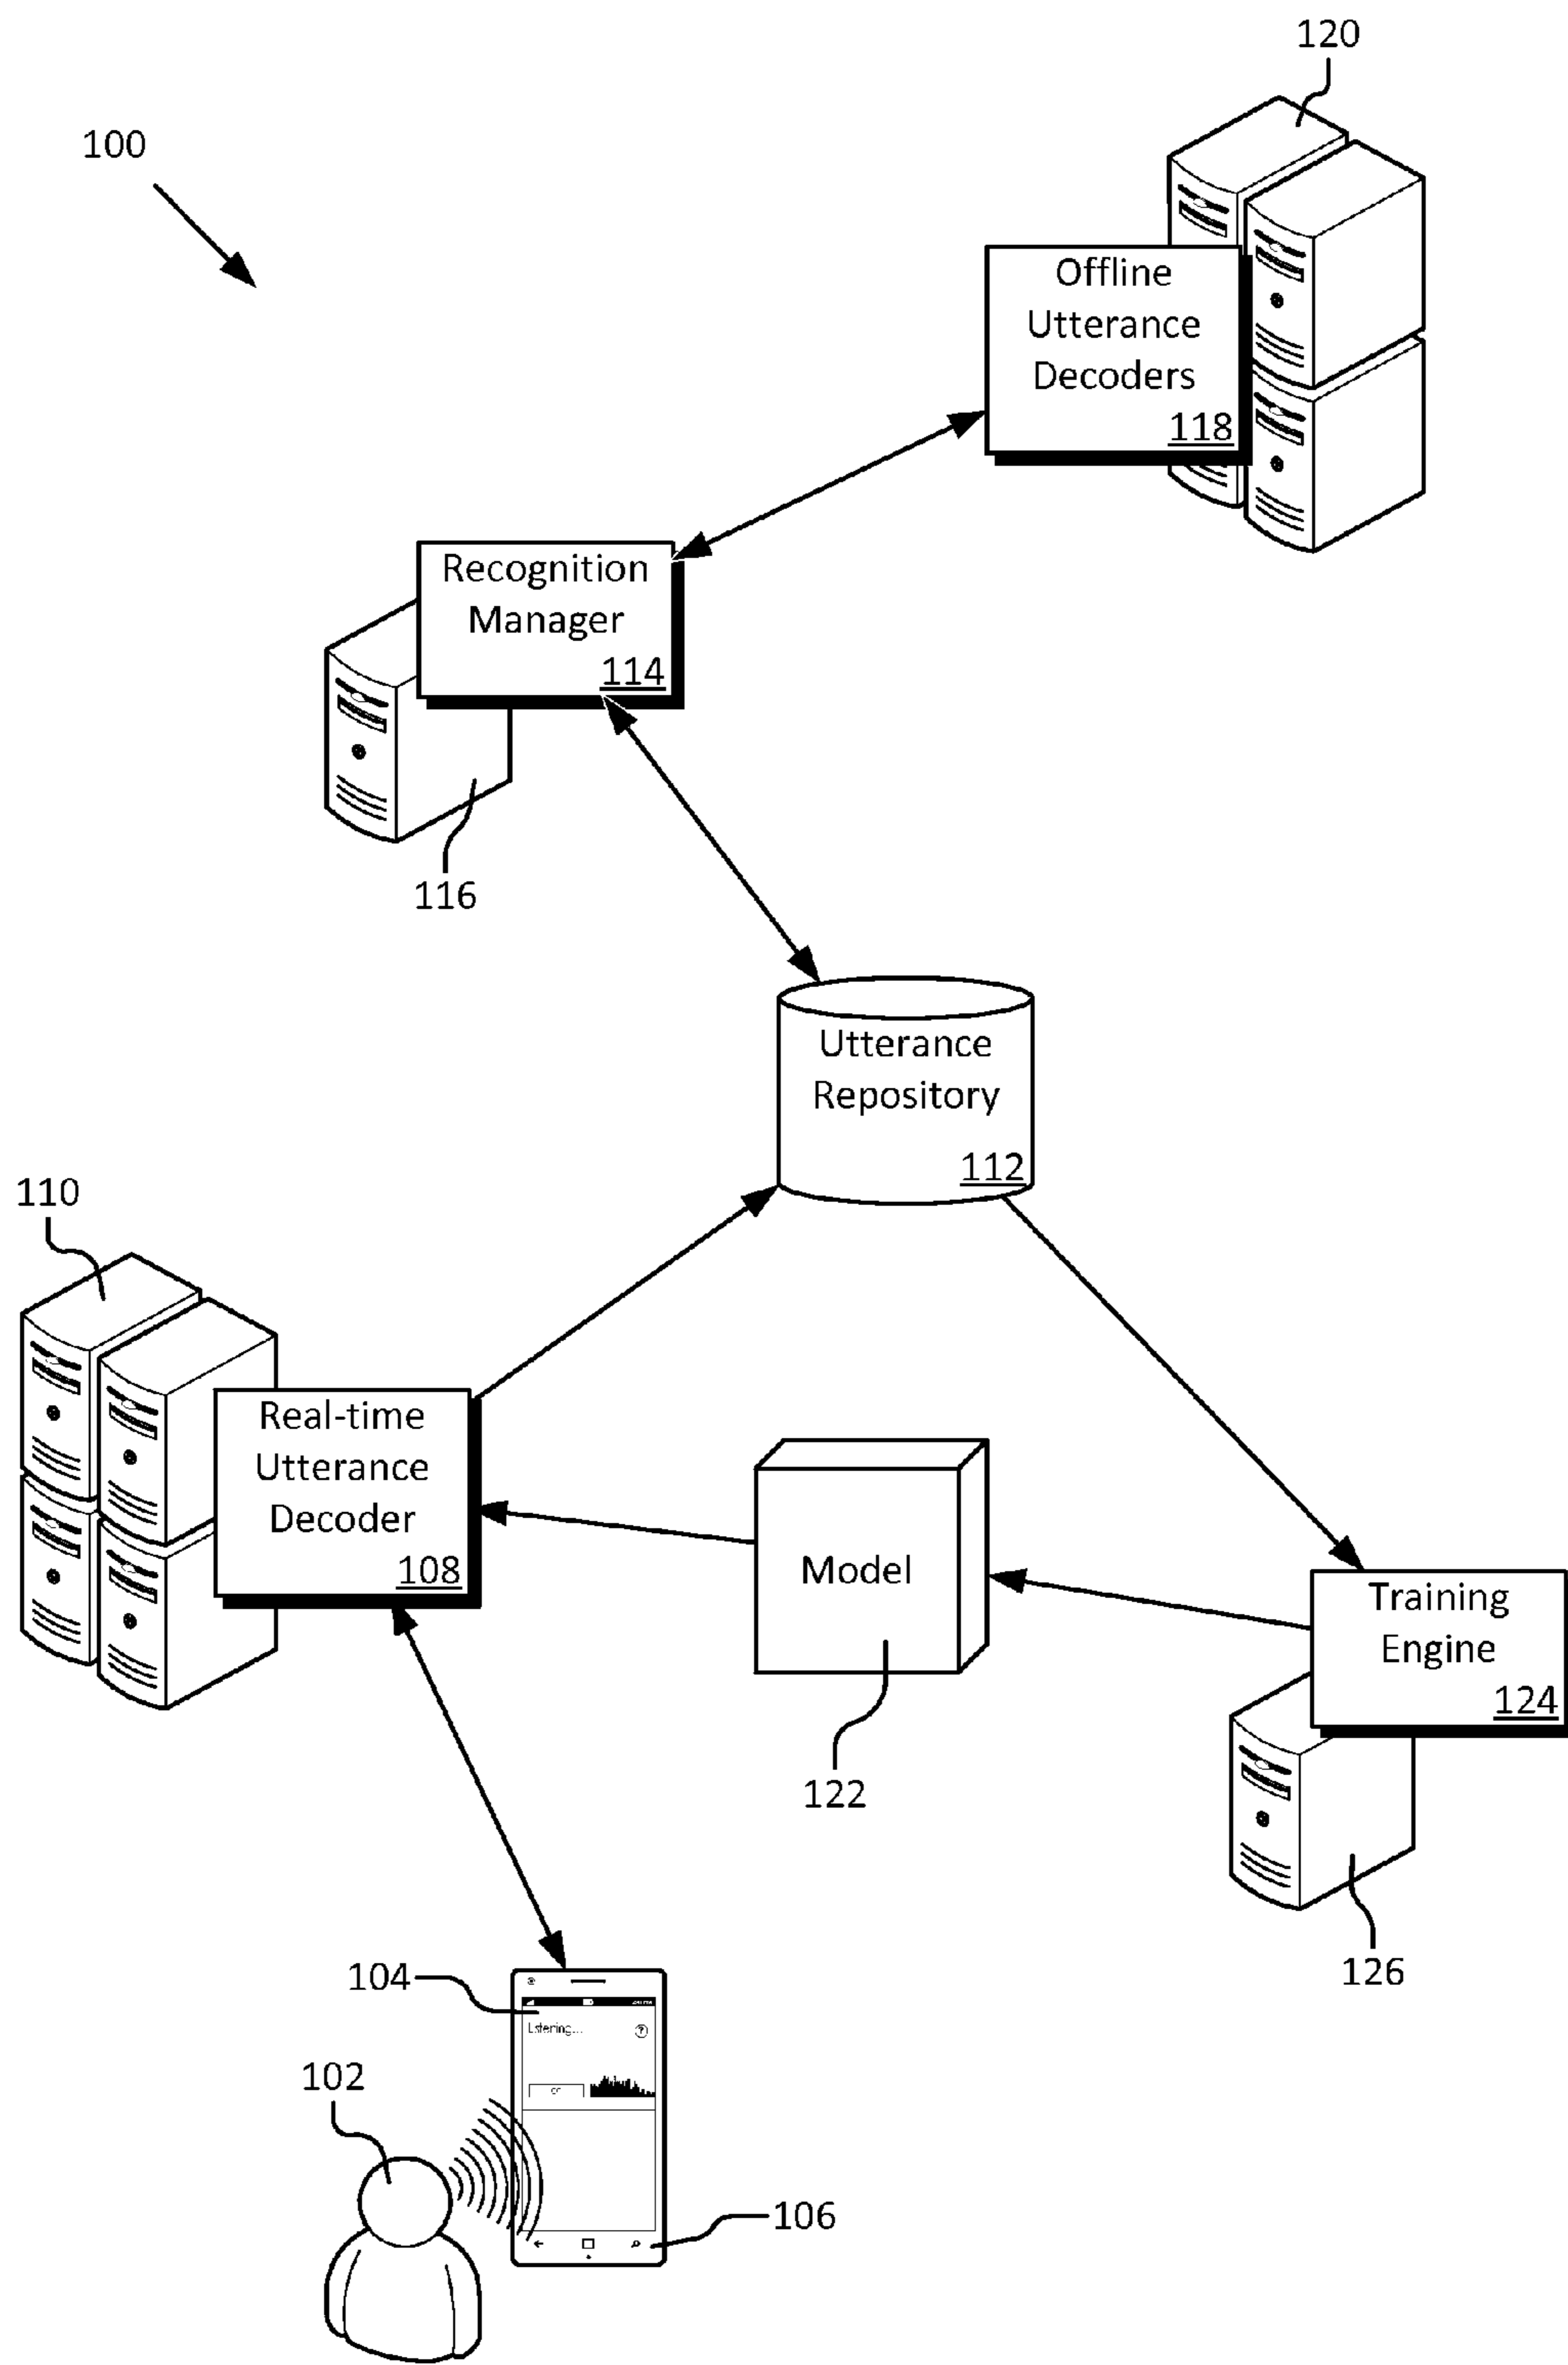 120
100
Offline
Utterance
Decoders
118
Recognition
Manager
114
116
Utterance
Repository
112
110
Real-time
Utterance
Decoder
108
Model
Training
Engine
124
122
126
104
Listening...
?
102
106